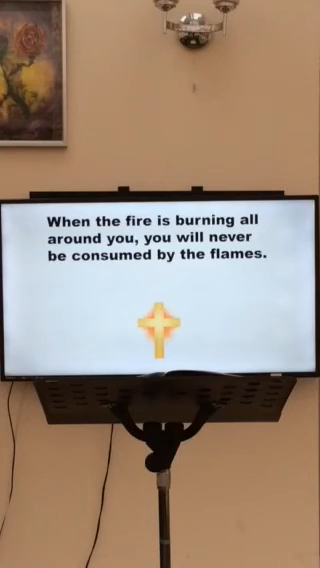 When the fire is burning all
around you, you will never
be consumed by the flames.